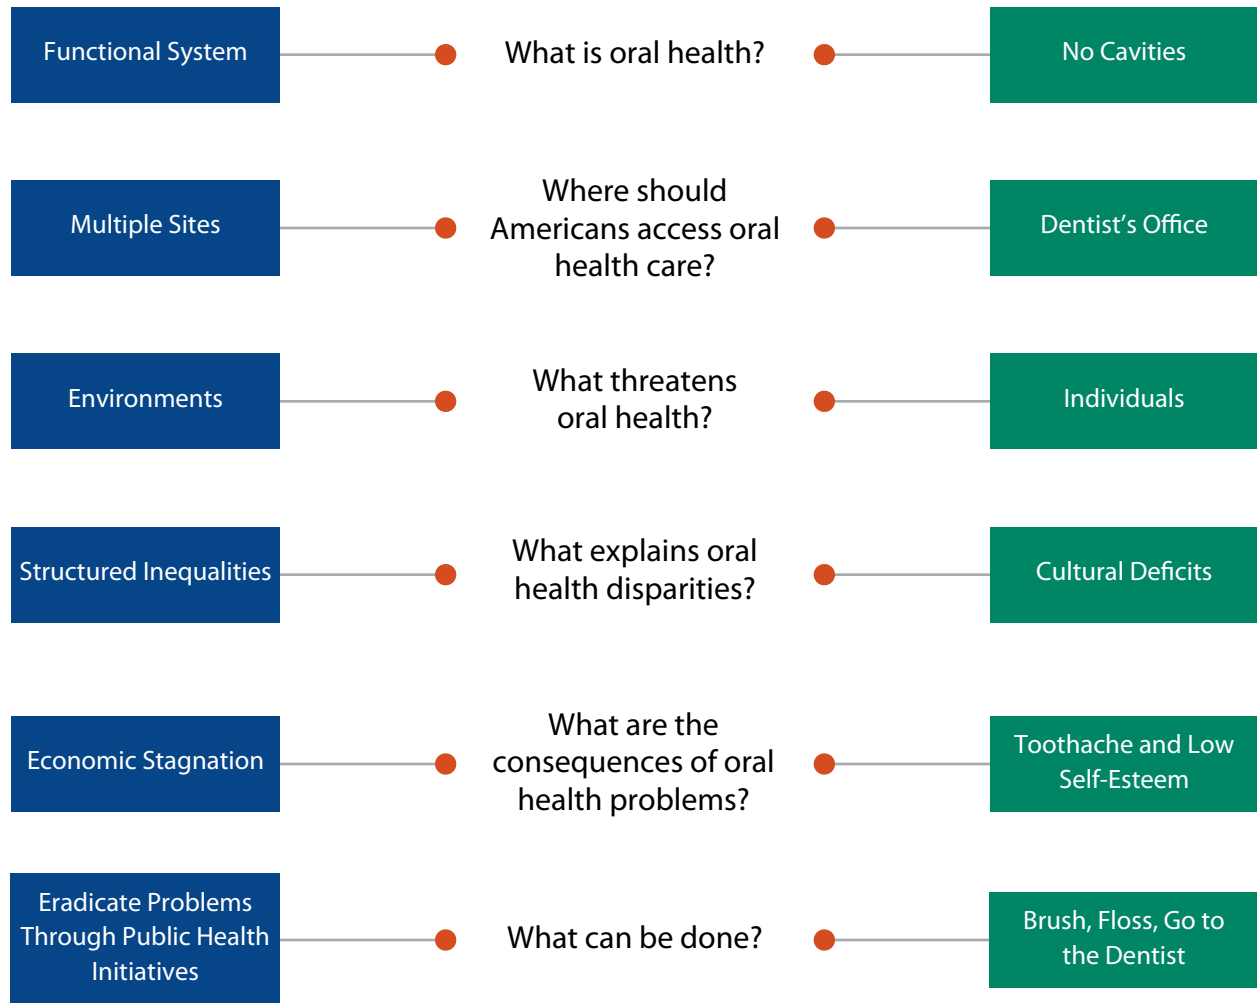 Functional System
What is oral health?
No Cavities
Multiple Sites
Where should
Americans access oral
health care?
Dentist’s Office
Environments
What threatens
oral health?
Individuals
Structured Inequalities
What explains oral
health disparities?
Cultural Deficits
Economic Stagnation
What are the
consequences of oral
health problems?
Toothache and Low
Self-Esteem
Eradicate Problems
Through Public Health
Initiatives
What can be done?
Brush, Floss, Go to
the Dentist